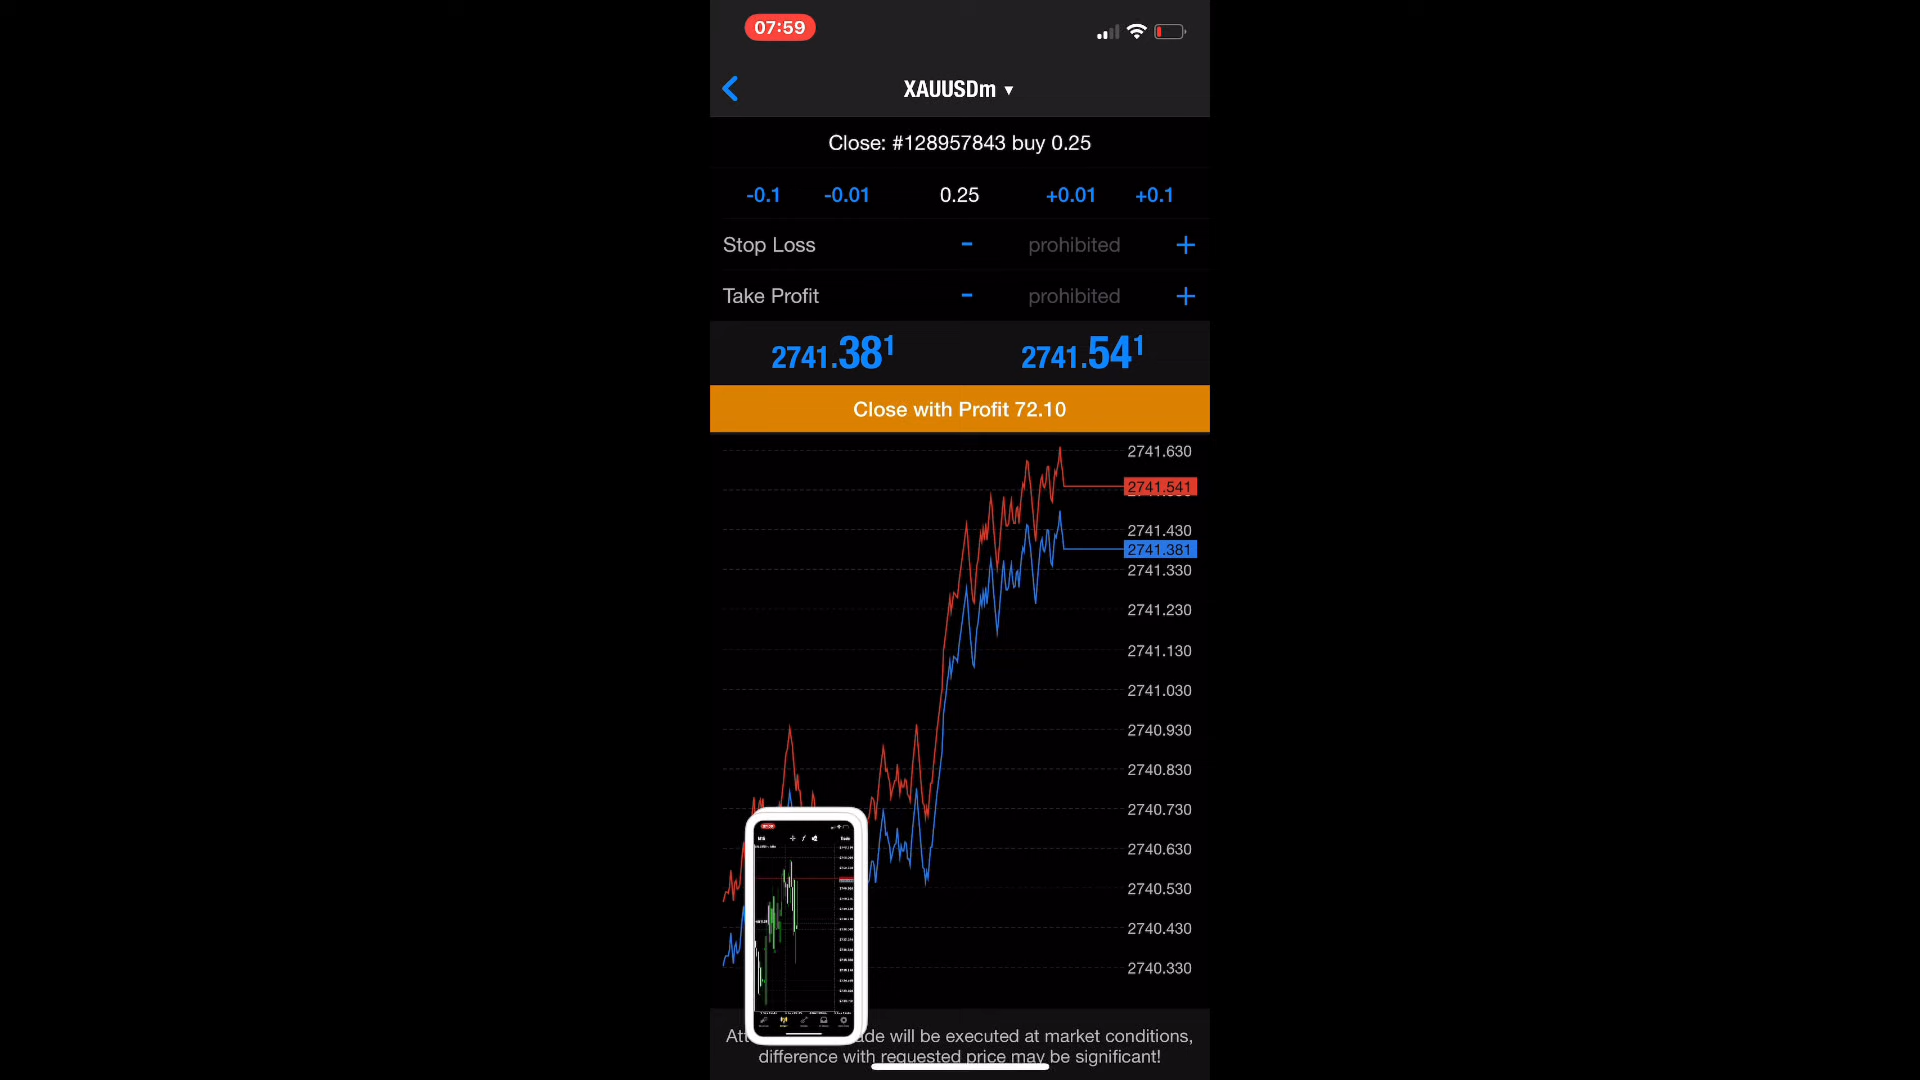 07:59
XAUUSDm ▾
Close: #128957843 buy 0.25
-0.1 -0.01 0.25 +0.01 +0.1
Stop Loss - prohibited +
Take Profit - prohibited +
2741.381 2741.541
Close with Profit 72.10
2741.630
2741.541
2741.430
2741.381
2741.330
2741.230
2741.130
2741.030
2740.930
2740.830
2740.730
2740.630
2740.530
2740.430
2740.330
will be executed at market conditions,
difference with requested price may be significant!